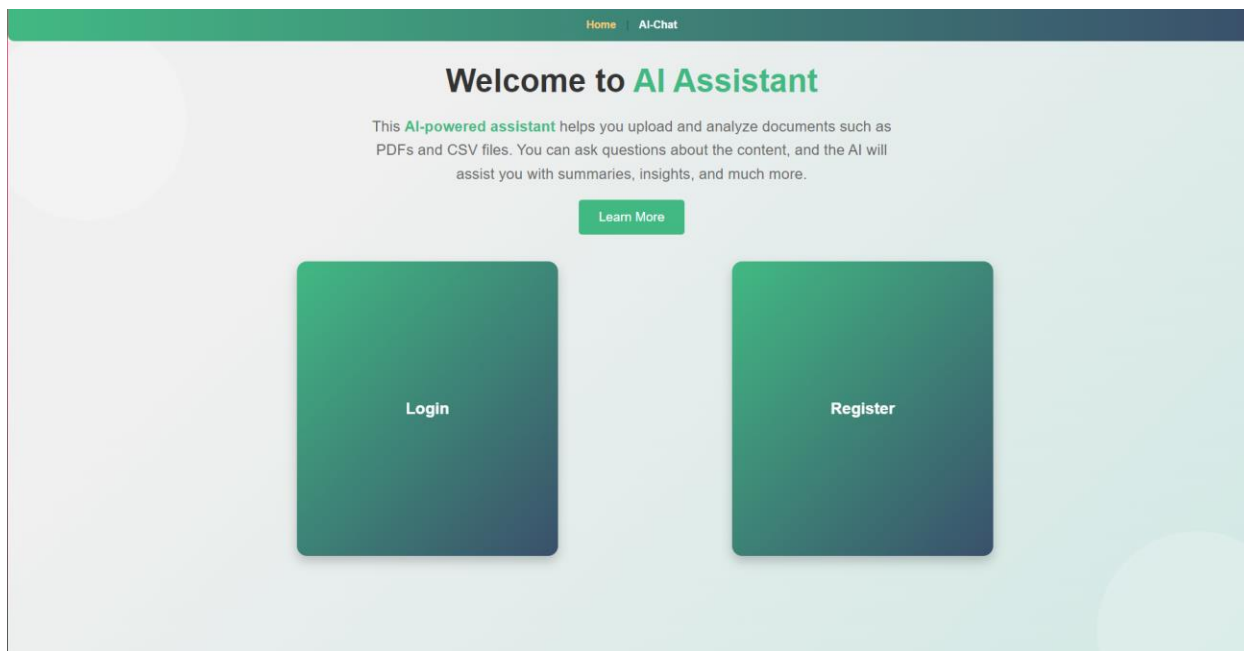 Home | AI-Chat
Welcome to AI Assistant
This AI-powered assistant helps you upload and analyze documents such as
PDFs and CSV files. You can ask questions about the content, and the AI will
assist you with summaries, insights, and much more.
Learn More
Login
Register